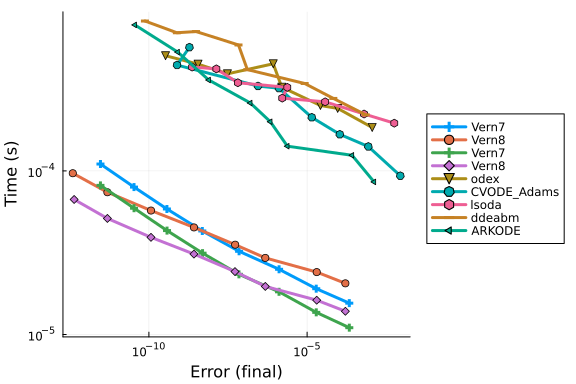 Time (s)
10⁻⁴
10⁻⁵
10⁻¹⁰
10⁻⁵
Error (final)
Vern7
Vern8
Vern7
Vern8
odex
CVODE_Adams
lsoda
ddeabm
ARKODE